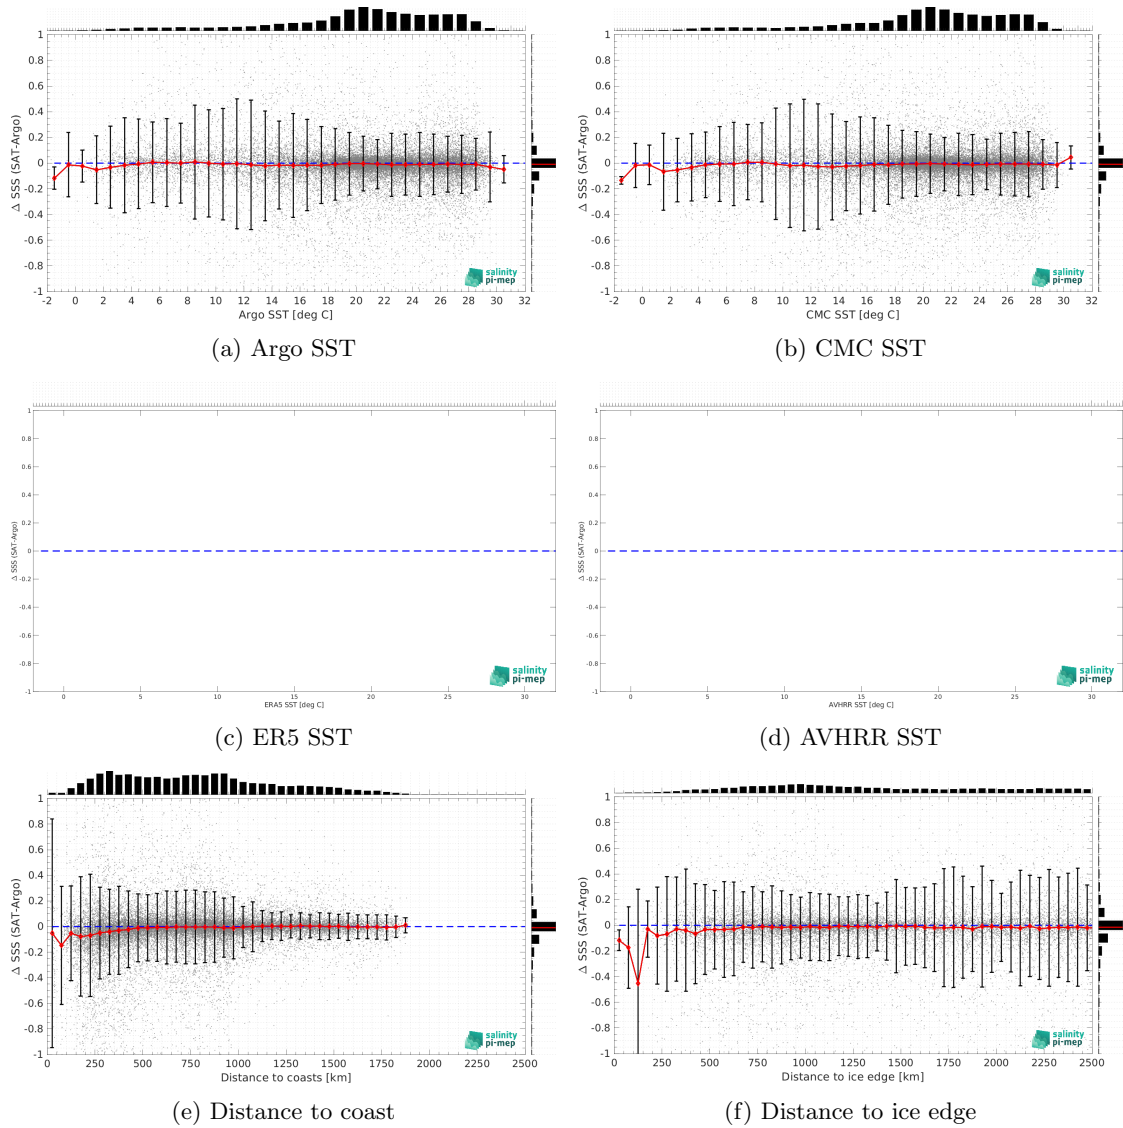 1
0.8
0.6
0.4
0.2
0
-0.2
-0.4
-0.6
-0.8
-1
Δ SSS (SAT-Argo)
-2 0 2 4 6 8 10 12 14 16 18 20 22 24 26 28 30 32
Argo SST [deg C]
salinity
pi-mep
(a) Argo SST
1
0.8
0.6
0.4
0.2
0
-0.2
-0.4
-0.6
-0.8
-1
Δ SSS (SAT-Argo)
-2 0 2 4 6 8 10 12 14 16 18 20 22 24 26 28 30 32
CMC SST [deg C]
salinity
pi-mep
(b) CMC SST
1
0.8
0.6
0.4
0.2
0
-0.2
-0.4
-0.6
-0.8
-1
Δ SSS (SAT-Argo)
0 5 10 15 20 25 30
ERA5 SST [deg C]
salinity
pi-mep
(c) ER5 SST
1
0.8
0.6
0.4
0.2
0
-0.2
-0.4
-0.6
-0.8
-1
Δ SSS (SAT-Argo)
0 5 10 15 20 25 30
AVHRR SST [deg C]
salinity
pi-mep
(d) AVHRR SST
1
0.8
0.6
0.4
0.2
0
-0.2
-0.4
-0.6
-0.8
-1
Δ SSS (SAT-Argo)
0 250 500 750 1000 1250 1500 1750 2000 2250 2500
Distance to coasts [km]
salinity
pi-mep
(e) Distance to coast
1
0.8
0.6
0.4
0.2
0
-0.2
-0.4
-0.6
-0.8
-1
Δ SSS (SAT-Argo)
0 250 500 750 1000 1250 1500 1750 2000 2250 2500
Distance to ice edge [km]
salinity
pi-mep
(f) Distance to ice edge